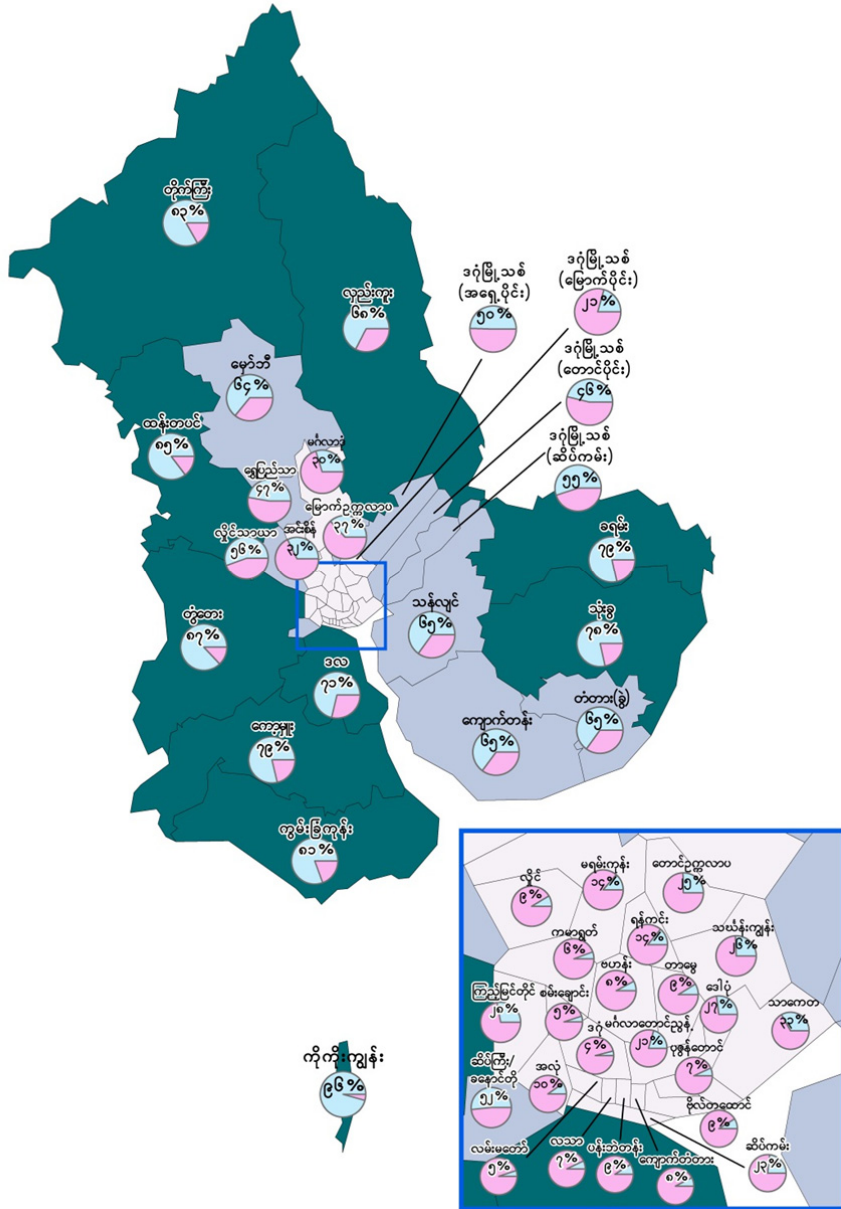 တိုက်ကြီး
၈၃%
လှည်းကူး
၆၈%
ဒဂုံမြို့သစ်
(အရှေ့ပိုင်း)
၅၀%
ဒဂုံမြို့သစ်
(မြောက်ပိုင်း)
၂၁%
ဒဂုံမြို့သစ်
(တောင်ပိုင်း)
၄၆%
ဒဂုံမြို့သစ်
(ဆိပ်ကမ်း)
၅၅%
မှော်ဘီ
၆၄%
ထန်းတပင်
၈၅%
မင်္ဂလာဒုံ
၃၀%
ရွှေပြည်သာ
၄၇%
မြောက်ဥက္ကလာပ
၃၇%
လှိုင်သာယာ
၅၆%
အင်းစိန်
၃၂%
ခရမ်း
၇၉%
သန်လျင်
၆၅%
သုံးခွ
၇၈%
တွံတေး
၈၇%
ဒလ
၇၁%
တံတား(ခွဲ)
၆၅%
ကျောက်တန်း
၆၅%
ကော့မှူး
၇၉%
ကွမ်းခြံကုန်း
၈၁%
ကိုကိုးကျွန်း
၉၆%
လှိုင်
၉%
မရမ်းကုန်း
၁၄%
တောင်ဥက္ကလာပ
၂၅%
ကမာရွတ်
၆%
ရန်ကင်း
၁၄%
သင်္ဃန်းကျွန်း
၂၆%
ဗဟန်း
၈%
တာမွေ
၉%
ဒေါပုံ
၂၇%
သာကေတ
၃၃%
ကြည့်မြင်တိုင်
၂၈%
စမ်းချောင်း
၅%
ဒဂုံ
၄%
မင်္ဂလာတောင်ညွန့်
၂၁%
ပုဇွန်တောင်
၇%
ဆိပ်ကြီး/
ခနောင်တို
၅၂%
အလုံ
၁၀%
ဗိုလ်တထောင်
၉%
လမ်းမတော်
၅%
လသာ
၇%
ပန်းဘဲတန်း
၉%
ကျောက်တံတား
၈%
ဆိပ်ကမ်း
၂၃%